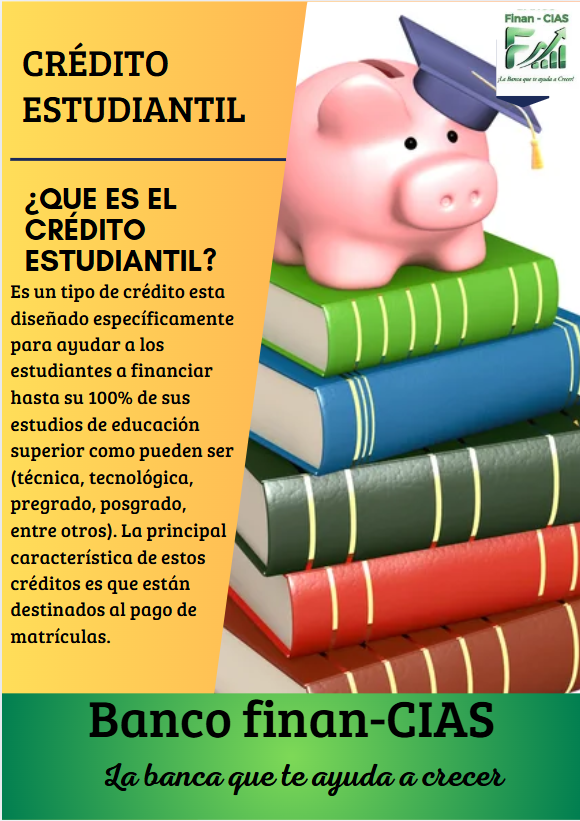 Finan - CIAS
¡La Banca que te ayuda a Crecer!
CRÉDITO
ESTUDIANTIL
¿QUE ES EL
CRÉDITO
ESTUDIANTIL?
Es un tipo de crédito esta
diseñado específicamente
para ayudar a los
estudiantes a financiar
hasta su 100% de sus
estudios de educación
superior como pueden ser
(técnica, tecnológica,
pregrado, posgrado,
entre otros). La principal
característica de estos
créditos es que están
destinados al pago de
matrículas.
Banco finan-CIAS
La banca que te ayuda a crecer